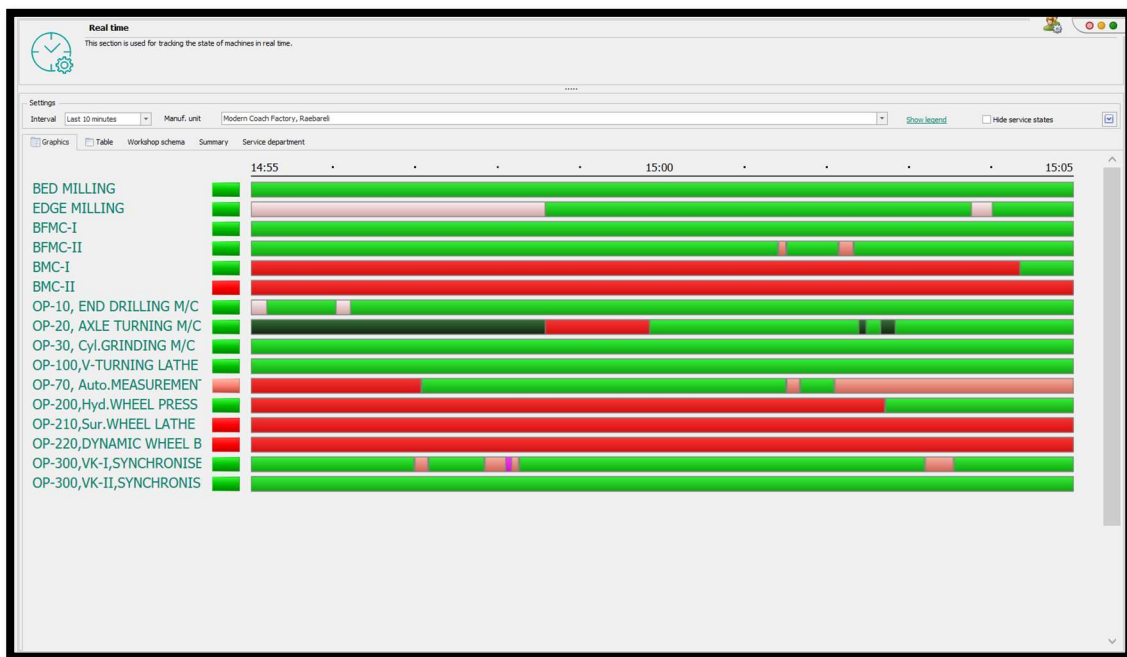 Real time
This section is used for tracking the state of machines in real time.
Settings
Interval Last 10 minutes Manuf. unit Modern Coach Factory, Raebareli Show legend Hide service states
Graphics Table Workshop schema Summary Service department
14:55 15:00 15:05
BED MILLING
EDGE MILLING
BFMC-I
BFMC-II
BMC-I
BMC-II
OP-10, END DRILLING M/C
OP-20, AXLE TURNING M/C
OP-30, Cyl.GRINDING M/C
OP-100,V-TURNING LATHE
OP-70, Auto.MEASUREMEN
OP-200,Hyd.WHEEL PRESS
OP-210,Sur.WHEEL LATHE
OP-220,DYNAMIC WHEEL B
OP-300,VK-I,SYNCHRONISE
OP-300,VK-II,SYNCHRONIS